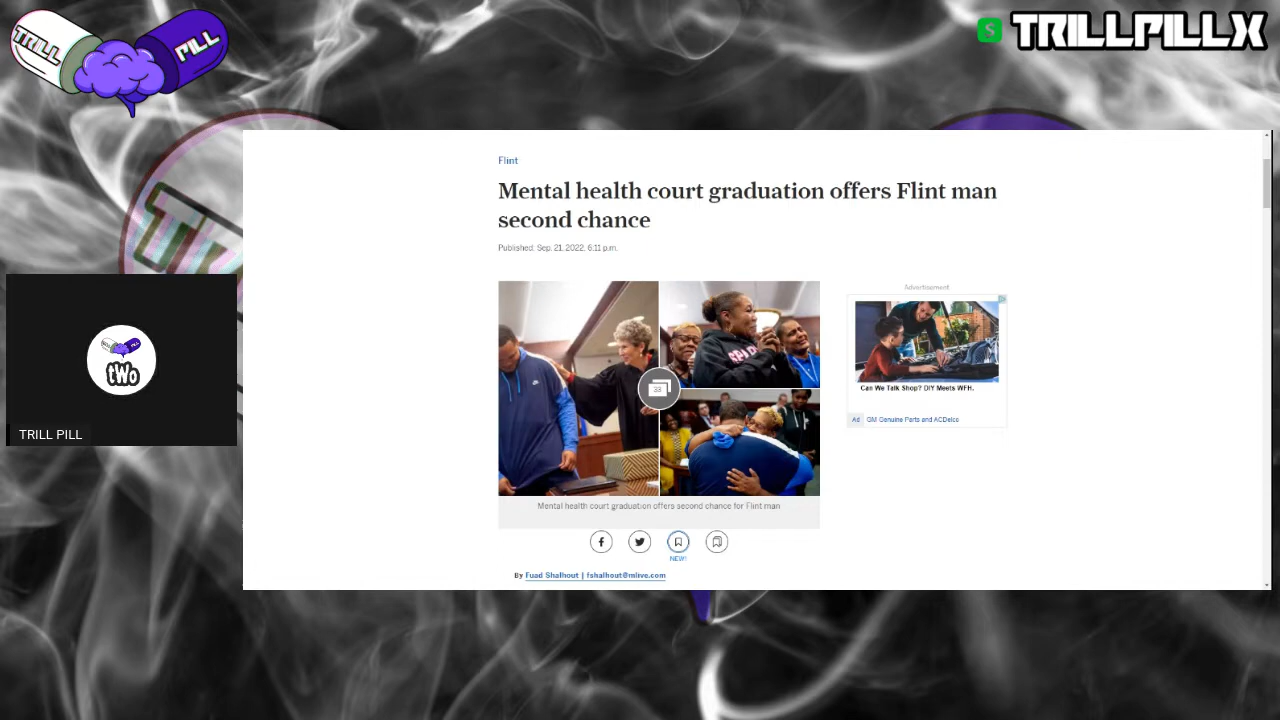 TRILL
PILL
$ TRILLPILLX
Flint
Mental health court graduation offers Flint man
second chance
Published: Sep. 21, 2022, 6:11 p.m.
Advertisement
33
Can We Talk Shop? DIY Meets WFH.
Ad GM Genuine Parts and ACDelco
tWo
TRILL PILL
Mental health court graduation offers second chance for Flint man
NEW!
By Fuad Shalhout | fshalhout@mlive.com